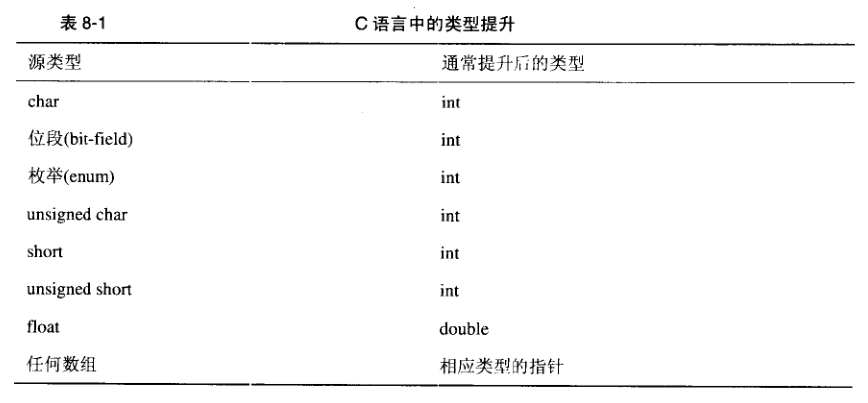 表 8-1 C 语言中的类型提升
源类型 通常提升后的类型
char int
位段(bit-field) int
枚举(enum) int
unsigned char int
short int
unsigned short int
float double
任何数组 相应类型的指针